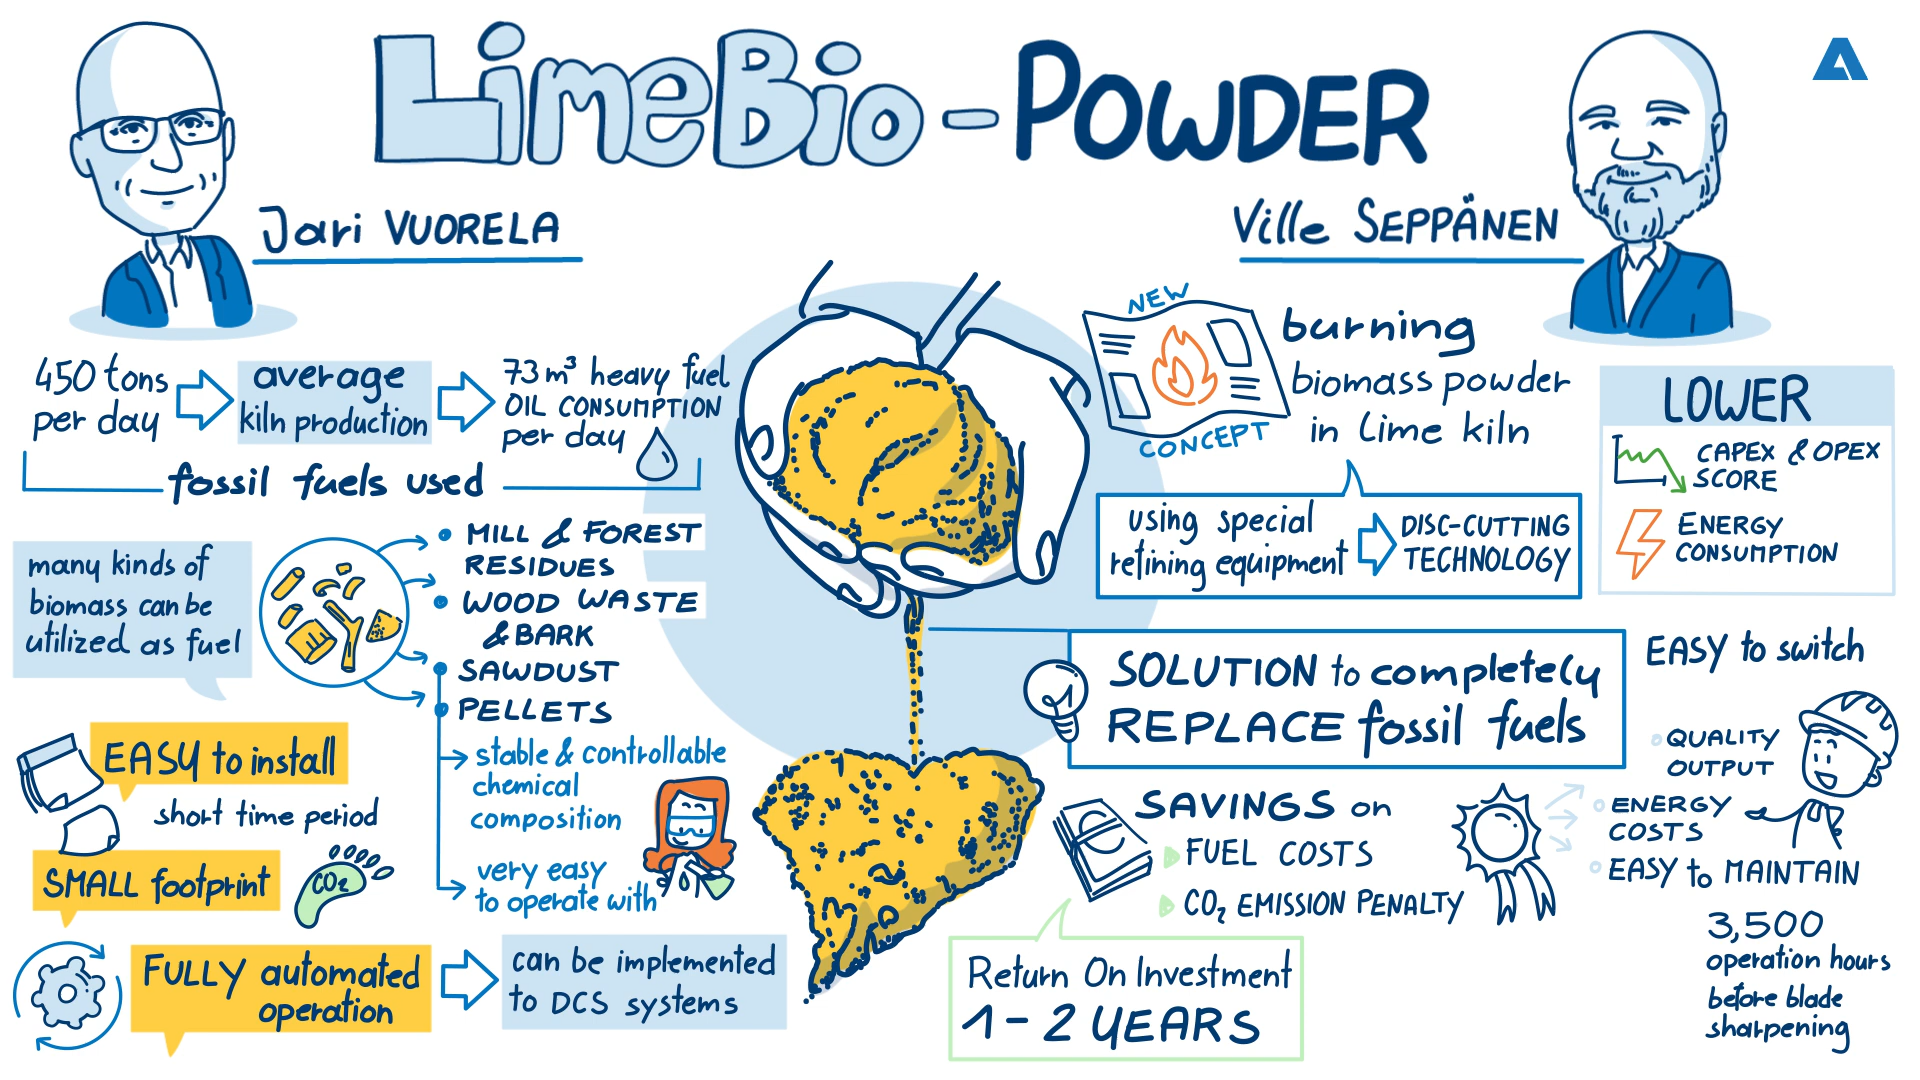 LimeBio-POWDER
Jari VUORELA
Ville SEPPÄNEN
450 tons
per day
average
kiln production
73 m³ heavy fuel
OIL CONSUMPTION
per day
fossil fuels used
many kinds of
biomass can be
utilized as fuel
MILL & FOREST
RESIDUES
WOOD WASTE
& BARK
SAWDUST
PELLETS
stable & controllable
chemical
composition
very easy
to operate with
EASY to install
short time period
SMALL footprint
CO₂
FULLY automated
operation
can be implemented
to DCS systems
NEW
CONCEPT
burning
biomass powder
in lime kiln
using special
refining equipment
DISC-CUTTING
TECHNOLOGY
LOWER
CAPEX & OPEX
SCORE
ENERGY
CONSUMPTION
SOLUTION to completely
REPLACE fossil fuels
SAVINGS on
FUEL COSTS
CO₂ EMISSION PENALTY
Return On Investment
1-2 YEARS
EASY to switch
QUALITY
OUTPUT
ENERGY
COSTS
EASY to MAINTAIN
3,500
operation hours
before blade
sharpening